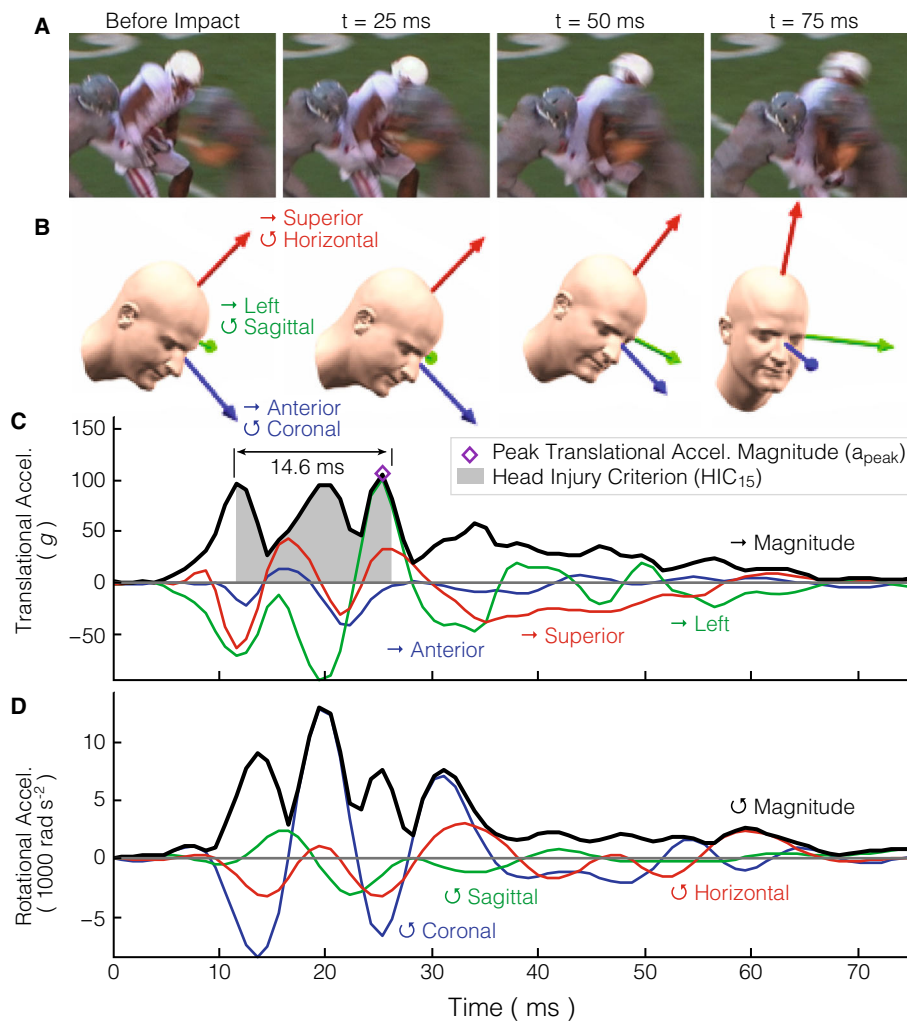 A
Before Impact
t = 25 ms
t = 50 ms
t = 75 ms
B
→ Superior
↺ Horizontal
→ Left
↺ Sagittal
→ Anterior
↺ Coronal
C
150
100
50
0
−50
Translational Accel.
( g )
14.6 ms
Peak Translational Accel. Magnitude (a_peak)
Head Injury Criterion (HIC₁₅)
→ Magnitude
→ Anterior
→ Superior
→ Left
D
10
5
0
−5
Rotational Accel.
( 1000 rad s⁻² )
↺ Magnitude
↺ Sagittal
↺ Horizontal
↺ Coronal
0
10
20
30
40
50
60
70
Time ( ms )